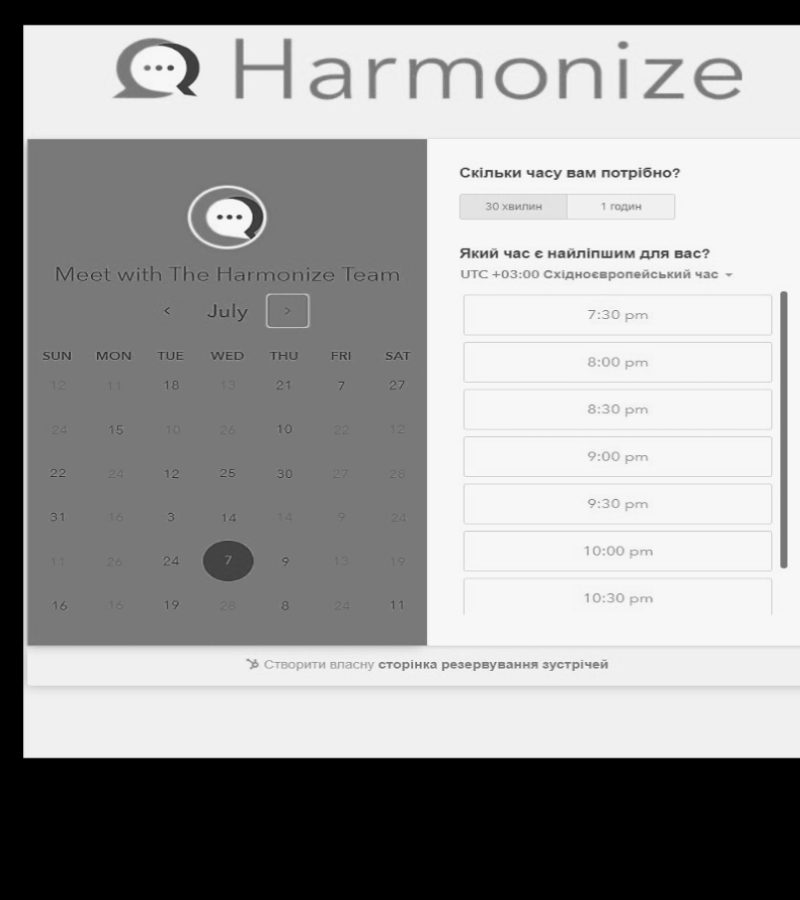 Harmonize
Meet with The Harmonize Team
< July >
SUN MON TUE WED THU FRI SAT
12 11 18 13 21 7 27
24 15 10 26 10 22 12
22 24 12 25 30 27 28
31 16 3 14 14 9 24
11 26 24 7 9 13 19
16 16 19 28 8 24 11
Скільки часу вам потрібно?
30 хвилин 1 годин
Який час є найліпшим для вас?
UTC +03:00 Східноєвропейський час
7:30 pm
8:00 pm
8:30 pm
9:00 pm
9:30 pm
10:00 pm
10:30 pm
Створити власну сторінка резервування зустрічей